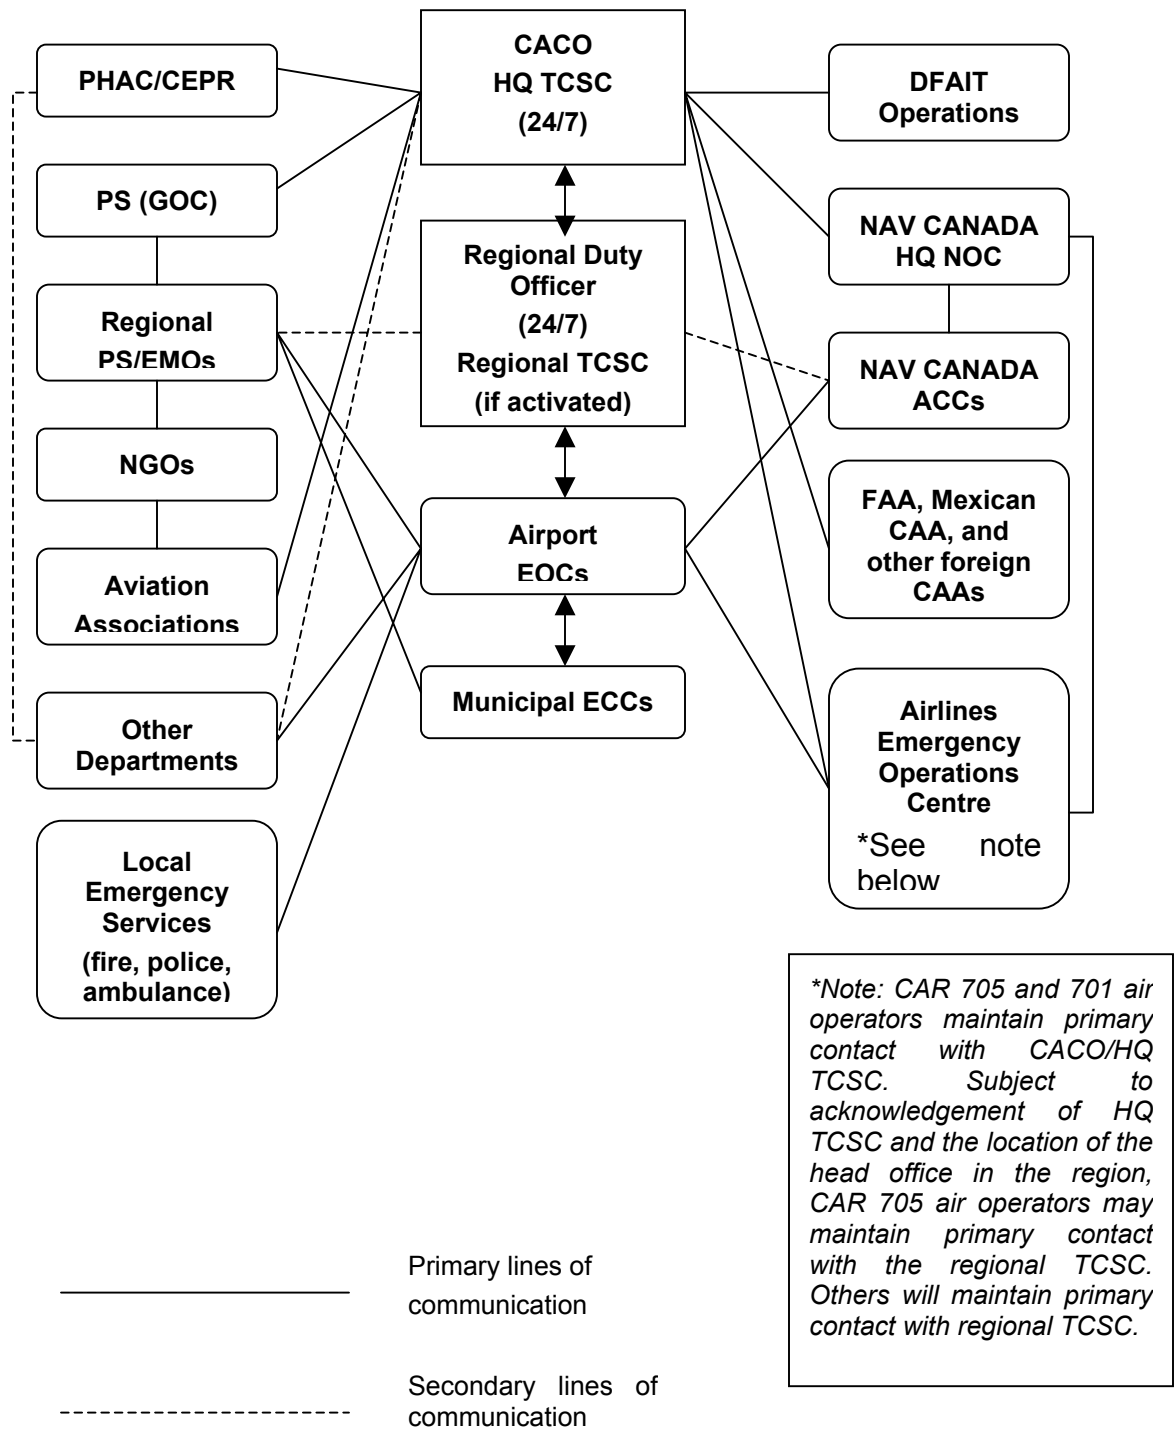 CACO
HQ TCSC
(24/7)
PHAC/CEPR
DFAIT
Operations
PS (GOC)
NAV CANADA
HQ NOC
Regional Duty
Officer
(24/7)
Regional TCSC
(if activated)
Regional
PS/EMOs
NAV CANADA
ACCs
NGOs
FAA, Mexican
CAA, and
other foreign
CAAs
Airport
EOCs
Aviation
Associations
Municipal ECCs
Other
Departments
Airlines
Emergency
Operations
Centre
*See note
below
Local
Emergency
Services
(fire, police,
ambulance)
*Note: CAR 705 and 701 air
operators maintain primary
contact with CACO/HQ
TCSC. Subject to
acknowledgement of HQ
TCSC and the location of the
head office in the region,
CAR 705 air operators may
maintain primary contact
with the regional TCSC.
Others will maintain primary
contact with regional TCSC.
Primary lines of
communication
Secondary lines of
communication